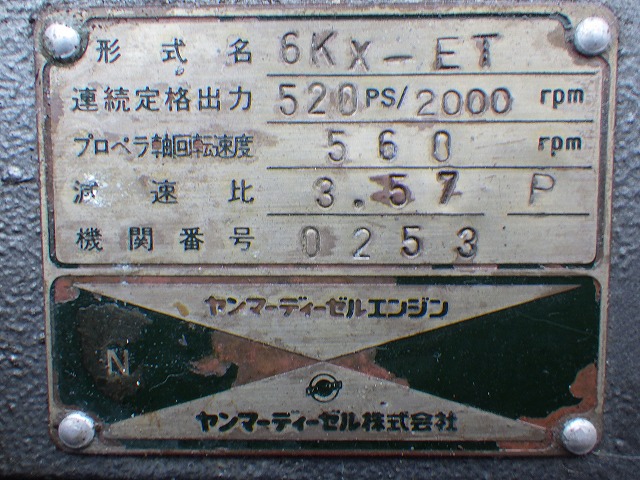 形式名 6KX-ET
連続定格出力 520 PS/2000 rpm
プロペラ軸回転速度 560 rpm
減速比 3.57 P
機関番号 0253
ヤンマーディーゼルエンジン
N
ヤンマーディーゼル株式会社